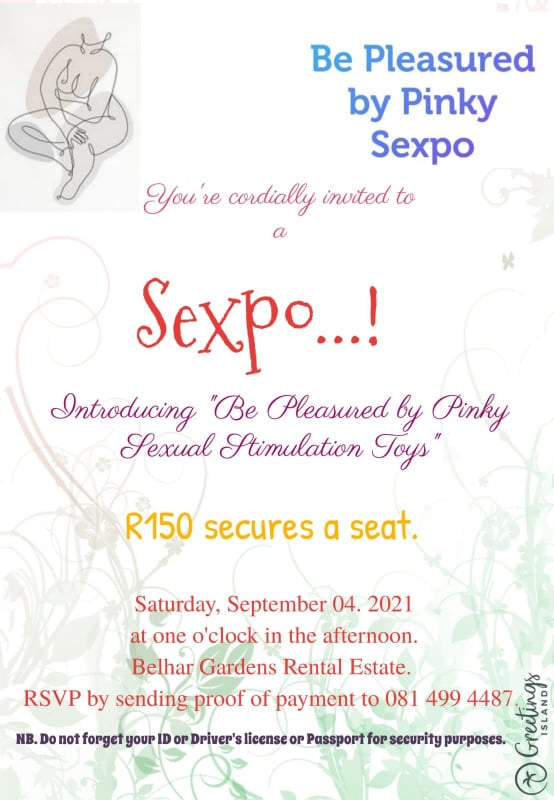 Be Pleasured
by Pinky
Sexpo
You're cordially invited to
a
Sexpo...!
Introducing "Be Pleasured by Pinky
Sexual Stimulation Toys"
R150 secures a seat.
Saturday, September 04. 2021
at one o'clock in the afternoon.
Belhar Gardens Rental Estate.
RSVP by sending proof of payment to 081 499 4487.
NB. Do not forget your ID or Driver's license or Passport for security purposes.
Greetings
ISLAND